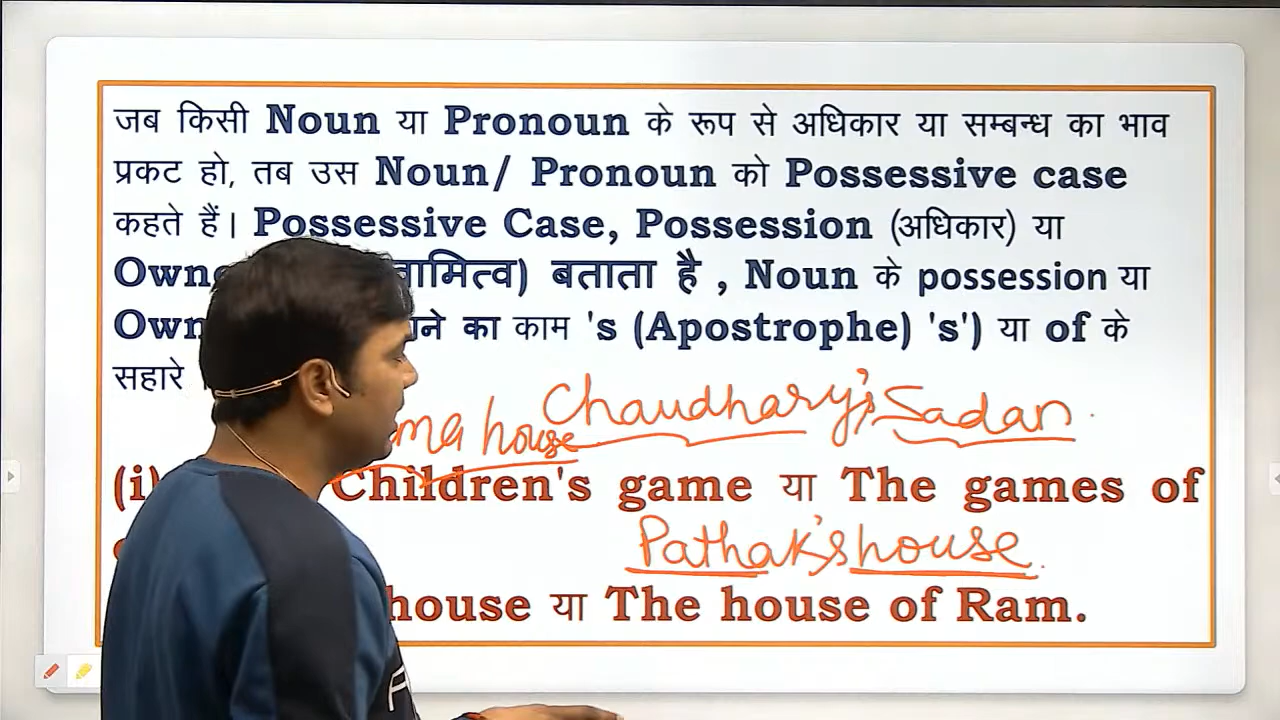 जब किसी Noun या Pronoun के रूप से अधिकार या सम्बन्ध का भाव
प्रकट हो, तब उस Noun/ Pronoun को Possessive case
कहते हैं। Possessive Case, Possession (अधिकार) या
बताता है , Noun के possession या
का काम 's (Apostrophe) 's') या of के
सहारे
house Chaudhary's Sadan
(i) Children's game या The games of
Pathak's house
house या The house of Ram.